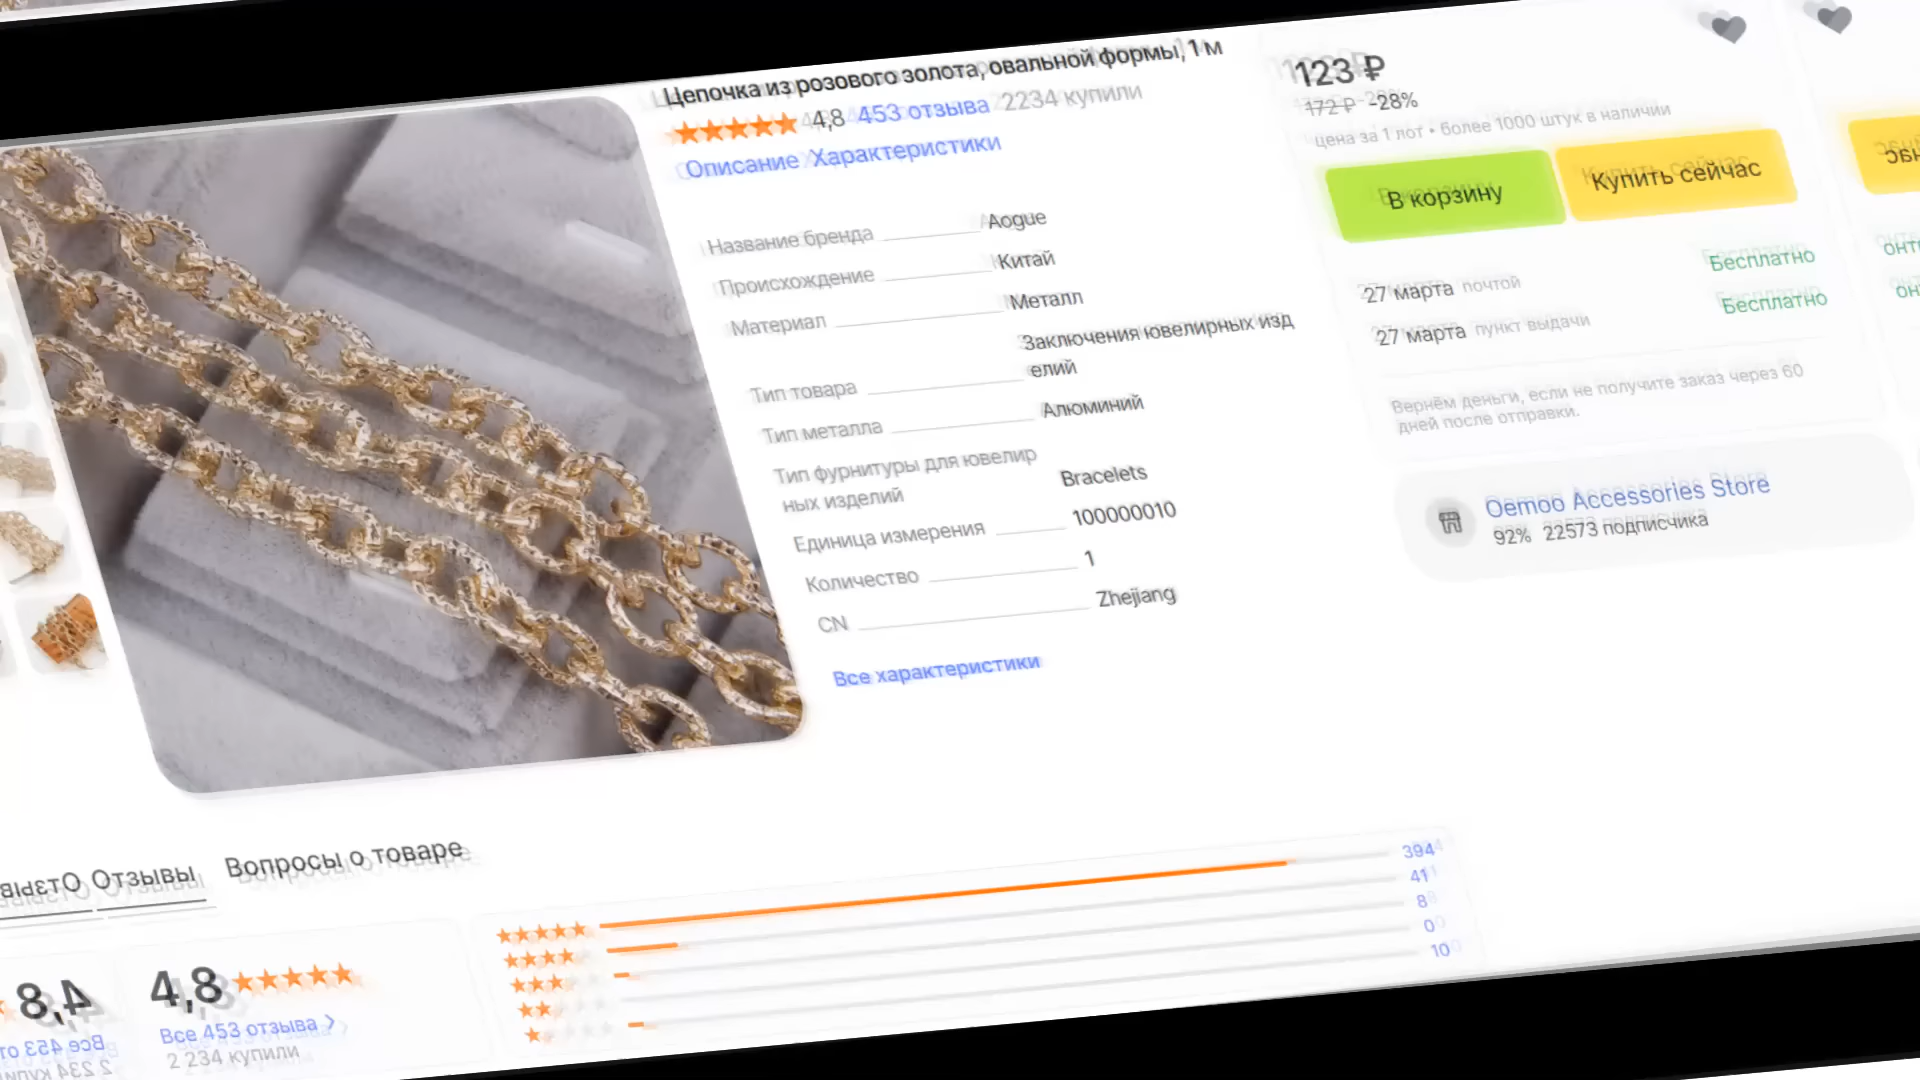 Цепочка из розового золота, овальной формы, 1 м
4,8 453 отзыва 2234 купили
Описание Характеристики
Название бренда Aogue
Происхождение Китай
Материал Металл
Тип товара Заключения ювелирных изд
елий
Тип металла Алюминий
Тип фурнитуры для ювелир
ных изделий Bracelets
Единица измерения 100000010
Количество 1
CN Zhejiang
Все характеристики
123 ₽
172 ₽ -28%
цена за 1 лот • более 1000 штук в наличии
В корзину Купить сейчас
27 марта почтой Бесплатно
27 марта пункт выдачи Бесплатно
Вернём деньги, если не получите заказ через 60
дней после отправки.
Oemoo Accessories Store
92% 22573 подписчика
Отзывы Вопросы о товаре
4,8
Все 453 отзыва
2 234 купили
394
41
8
0
10